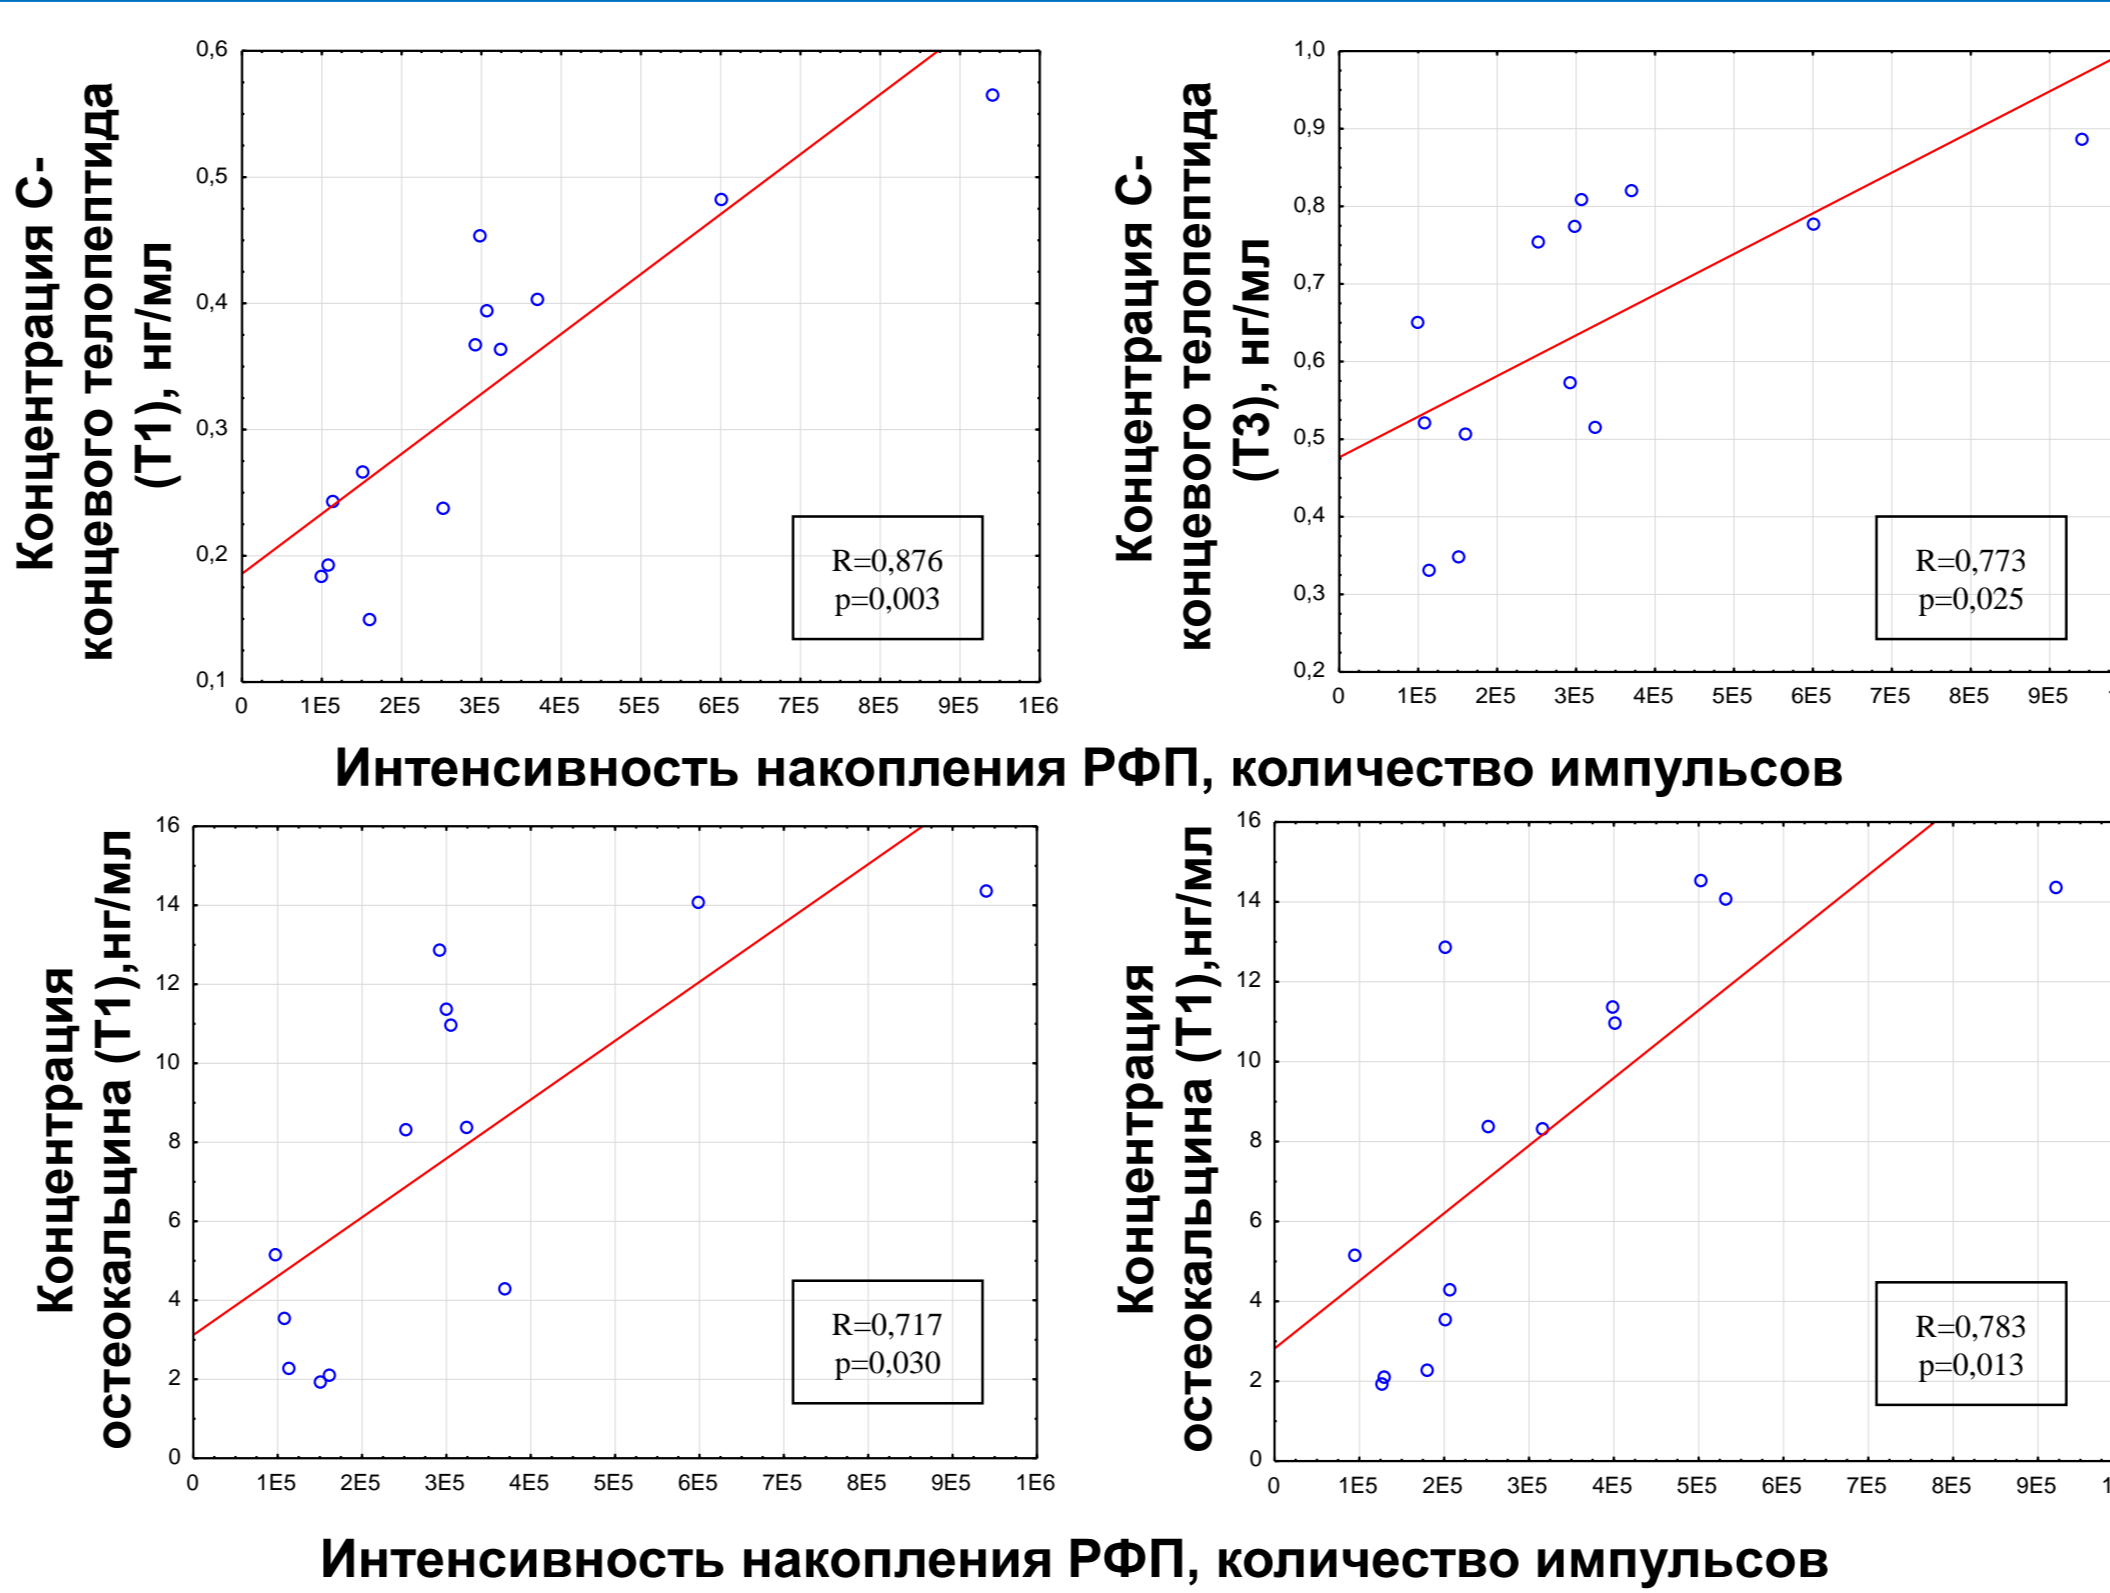 Концентрация С-
концевого телопептида
(Т1), нг/мл
0,6
0,5
0,4
0,3
0,2
0,1
R=0,876
p=0,003
0 1E5 2E5 3E5 4E5 5E5 6E5 7E5 8E5 9E5 1E6
Концентрация С-
концевого телопептида
(Т3), нг/мл
1,0
0,9
0,8
0,7
0,6
0,5
0,4
0,3
0,2
R=0,773
p=0,025
0 1E5 2E5 3E5 4E5 5E5 6E5 7E5 8E5 9E5
Интенсивность накопления РФП, количество импульсов
Концентрация
остеокальцина (Т1),нг/мл
16
14
12
10
8
6
4
2
0
R=0,717
p=0,030
0 1E5 2E5 3E5 4E5 5E5 6E5 7E5 8E5 9E5 1E6
Концентрация
остеокальцина (Т1),нг/мл
16
14
12
10
8
6
4
2
0
R=0,783
p=0,013
0 1E5 2E5 3E5 4E5 5E5 6E5 7E5 8E5 9E5
Интенсивность накопления РФП, количество импульсов